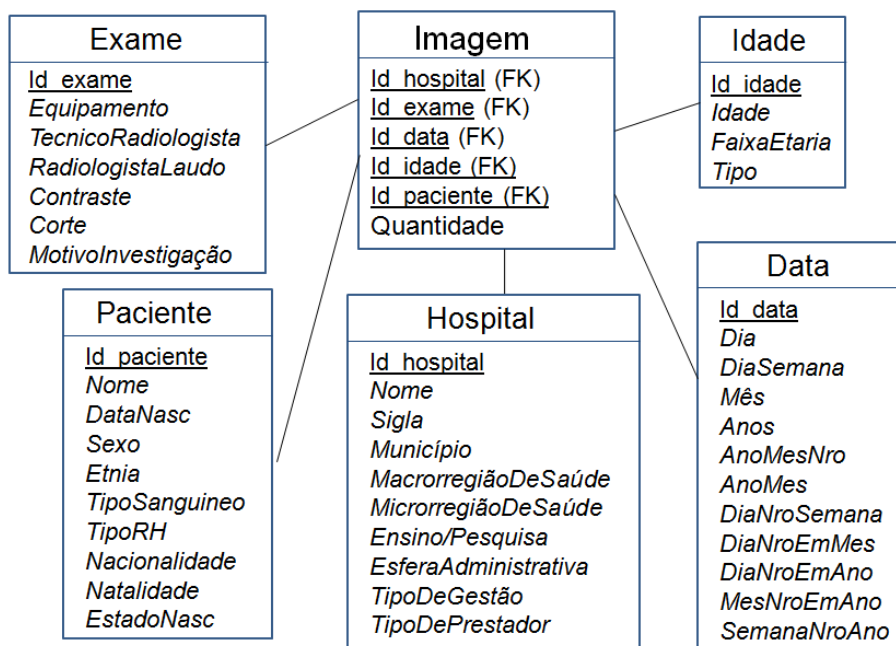 Exame
Id_exame
Equipamento
TecnicoRadiologista
RadiologistaLaudo
Contraste
Corte
MotivoInvestigação
Imagem
Id_hospital (FK)
Id_exame (FK)
Id_data (FK)
Id_idade (FK)
Id_paciente (FK)
Quantidade
Idade
Id_idade
Idade
FaixaEtaria
Tipo
Paciente
Id_paciente
Nome
DataNasc
Sexo
Etnia
TipoSanguineo
TipoRH
Nacionalidade
Natalidade
EstadoNasc
Hospital
Id_hospital
Nome
Sigla
Município
MacrorregiãoDeSaúde
MicrorregiãoDeSaúde
Ensino/Pesquisa
EsferaAdministrativa
TipoDeGestão
TipoDePrestador
Data
Id_data
Dia
DiaSemana
Mês
Anos
AnoMesNro
AnoMes
DiaNroSemana
DiaNroEmMes
DiaNroEmAno
MesNroEmAno
SemanaNroAno